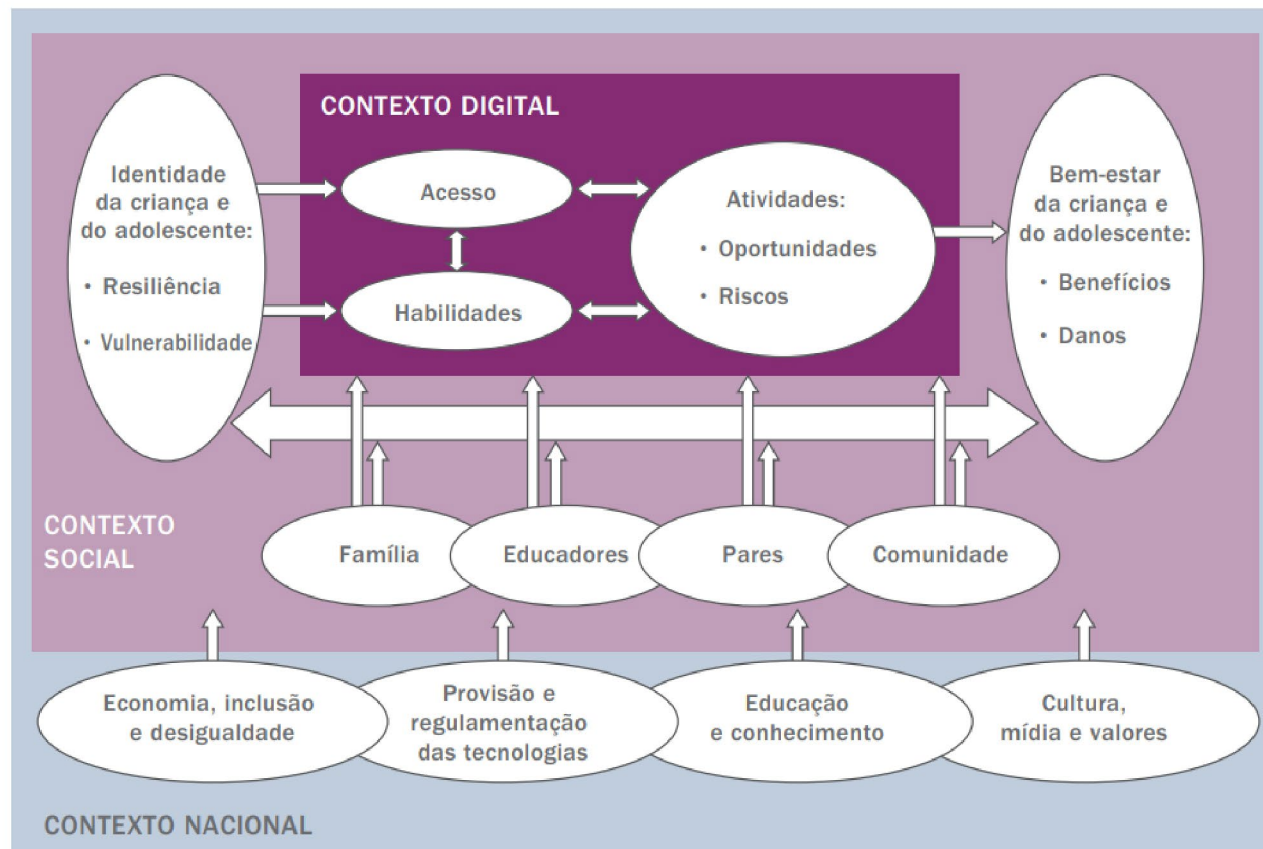 CONTEXTO DIGITAL
Identidade
da criança e
do adolescente:
• Resiliência
• Vulnerabilidade
Acesso
Habilidades
Atividades:
• Oportunidades
• Riscos
Bem-estar
da criança e
do adolescente:
• Benefícios
• Danos
CONTEXTO
SOCIAL
Família
Educadores
Pares
Comunidade
Economia, inclusão
e desigualdade
Provisão e
regulamentação
das tecnologias
Educação
e conhecimento
Cultura,
mídia e valores
CONTEXTO NACIONAL